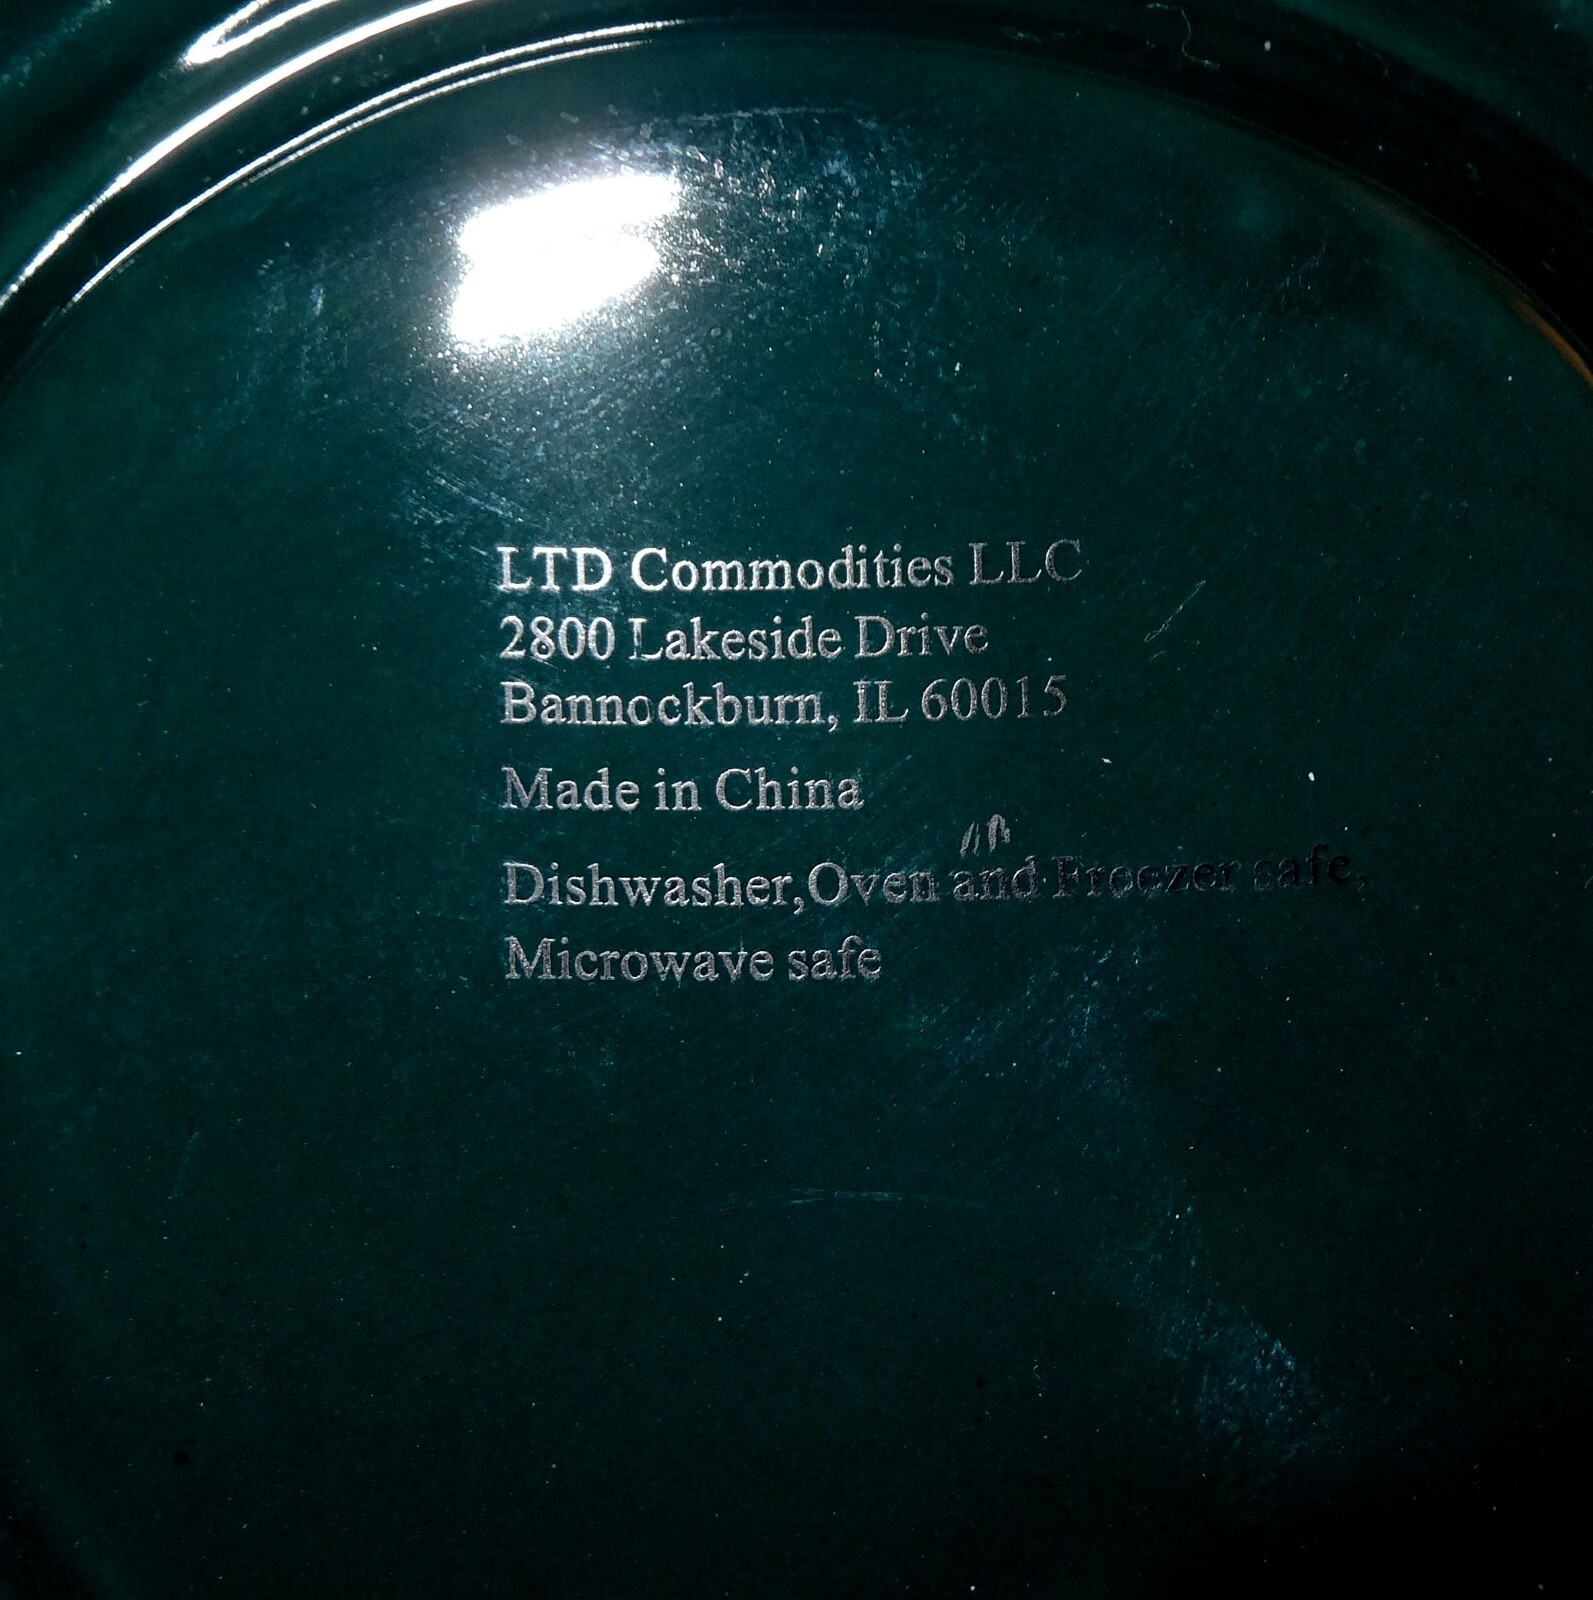 LTD Commodities LLC
2800 Lakeside Drive
Bannockburn, IL 60015
Made in China
Dishwasher,Oven and Freezer safe,
Microwave safe